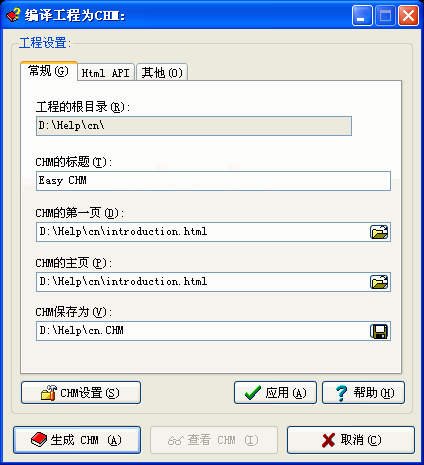 编译工程为CHM:
工程设置:
常规(G) Html API 其他(O)
工程的根目录(R):
D:\Help\cn\
CHM的标题(T):
Easy CHM
CHM的第一页(D):
D:\Help\cn\introduction.html
CHM的主页(P):
D:\Help\cn\introduction.html
CHM保存为(V):
D:\Help\cn.CHM
CHM设置(S) 应用(A) 帮助(H)
生成 CHM (A) 查看 CHM (I) 取消(C)